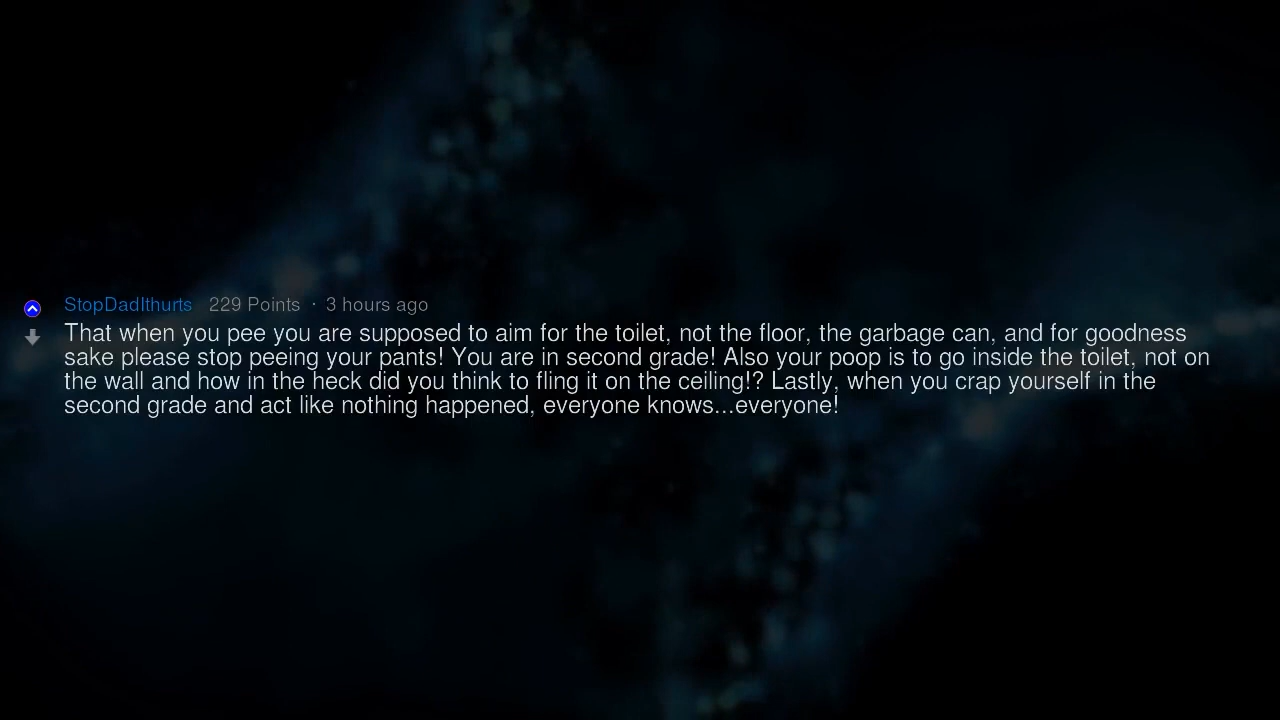 StopDadIthurts 229 Points · 3 hours ago
That when you pee you are supposed to aim for the toilet, not the floor, the garbage can, and for goodness
sake please stop peeing your pants! You are in second grade! Also your poop is to go inside the toilet, not on
the wall and how in the heck did you think to fling it on the ceiling!? Lastly, when you crap yourself in the
second grade and act like nothing happened, everyone knows...everyone!